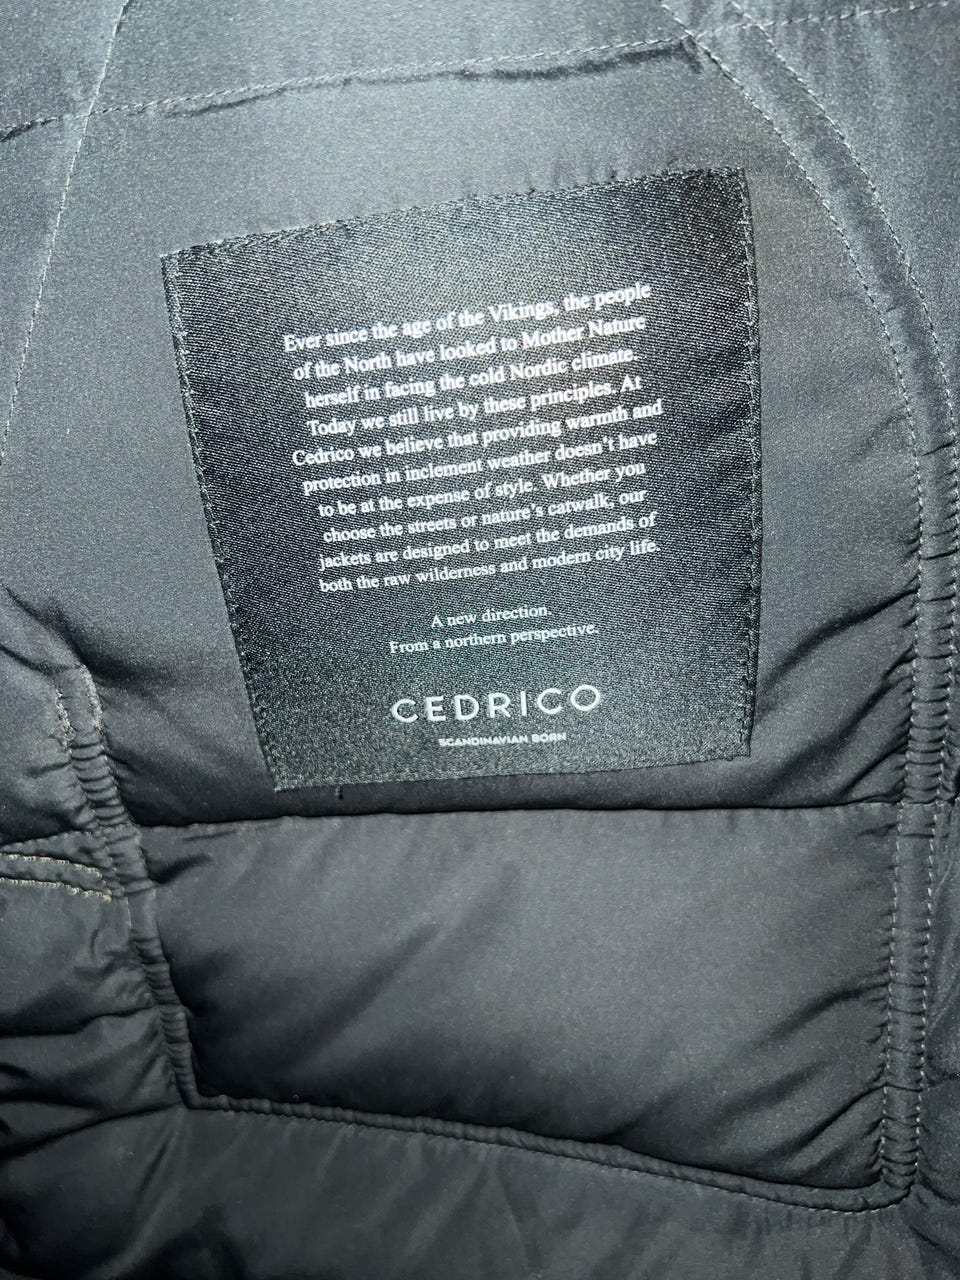 Ever since the age of the Vikings, the people
of the North have looked to Mother Nature
herself in facing the cold Nordic climate.
Today we still live by these principles. At
Cedrico we believe that providing warmth and
protection in inclement weather doesn't have
to be at the expense of style. Whether you
choose the streets or nature's catwalk, our
jackets are designed to meet the demands of
both the raw wilderness and modern city life.
A new direction.
From a northern perspective.
CEDRICO
SCANDINAVIAN BORN